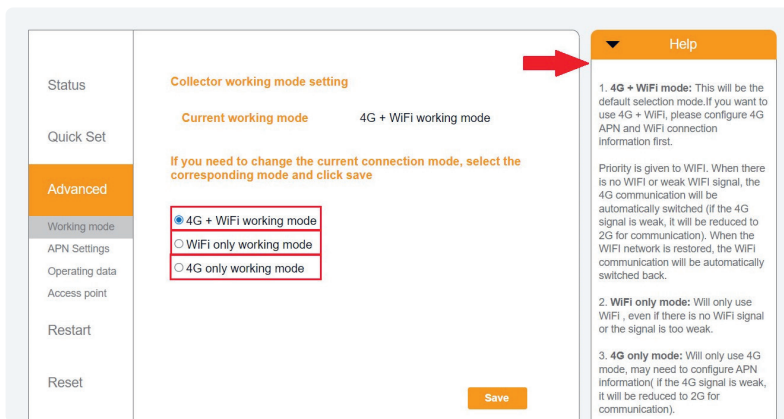 Status
Quick Set
Advanced
Working mode
APN Settings
Operating data
Access point
Restart
Reset
Collector working mode setting
Current working mode 4G + WiFi working mode
If you need to change the current connection mode, select the
corresponding mode and click save
4G + WiFi working mode
WiFi only working mode
4G only working mode
Save
Help
1. 4G + WiFi mode: This will be the
default selection mode.If you want to
use 4G + WiFi, please configure 4G
APN and WiFi connection
information first.
Priority is given to WIFI. When there
is no WIFI or weak WIFI signal, the
4G communication will be
automatically switched (if the 4G
signal is weak, it will be reduced to
2G for communication). When the
WIFI network is restored, the WiFi
communication will be automatically
switched back.
2. WiFi only mode: Will only use
WiFi , even if there is no WiFi signal
or the signal is too weak.
3. 4G only mode: Will only use 4G
mode, may need to configure APN
information( if the 4G signal is weak,
it will be reduced to 2G for
communication).